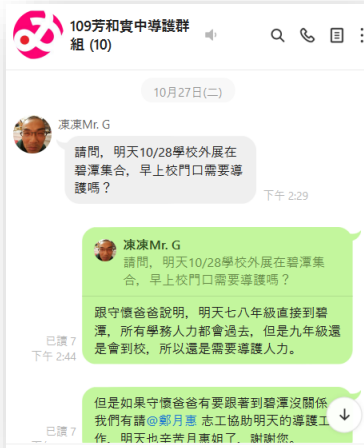 109芳和實中導護群
組 (10)
10月27日(二)
凍凍Mr. G
請問，明天10/28學校外展在
碧潭集合，早上校門口需要導
護嗎？
下午 2:29
凍凍Mr. G
請問，明天10/28學校外展在碧潭集
合，早上校門口需要導護嗎？
跟守懷爸爸說明，明天七八年級直接到碧
潭，所有學務人力都會過去，但是九年級還
是會到校，所以還是需要導護人力。
已讀 7
下午 2:44
但是如果守懷爸爸有要跟著到碧潭沒關係
我們有請@鄭月惠 志工協助明天的導護工
作，明天也辛苦月惠姐了，謝謝您。
已讀 7